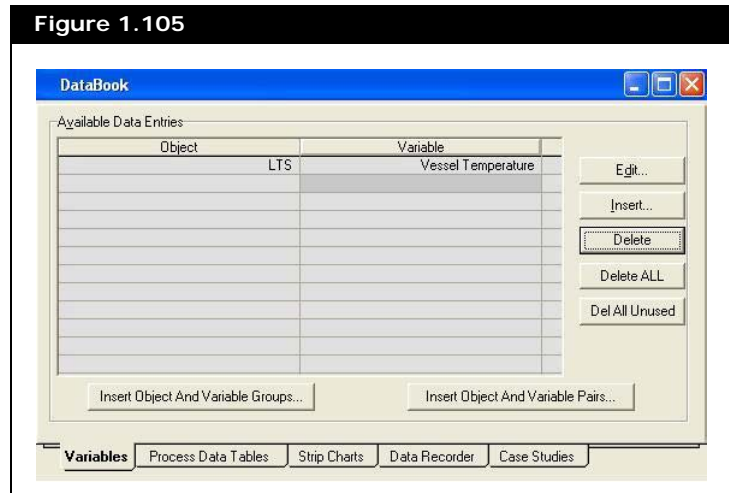 Figure 1.105
DataBook
Available Data Entries
Object Variable
LTS Vessel Temperature
Edit...
Insert...
Delete
Delete ALL
Del All Unused
Insert Object And Variable Groups... Insert Object And Variable Pairs...
Variables Process Data Tables Strip Charts Data Recorder Case Studies